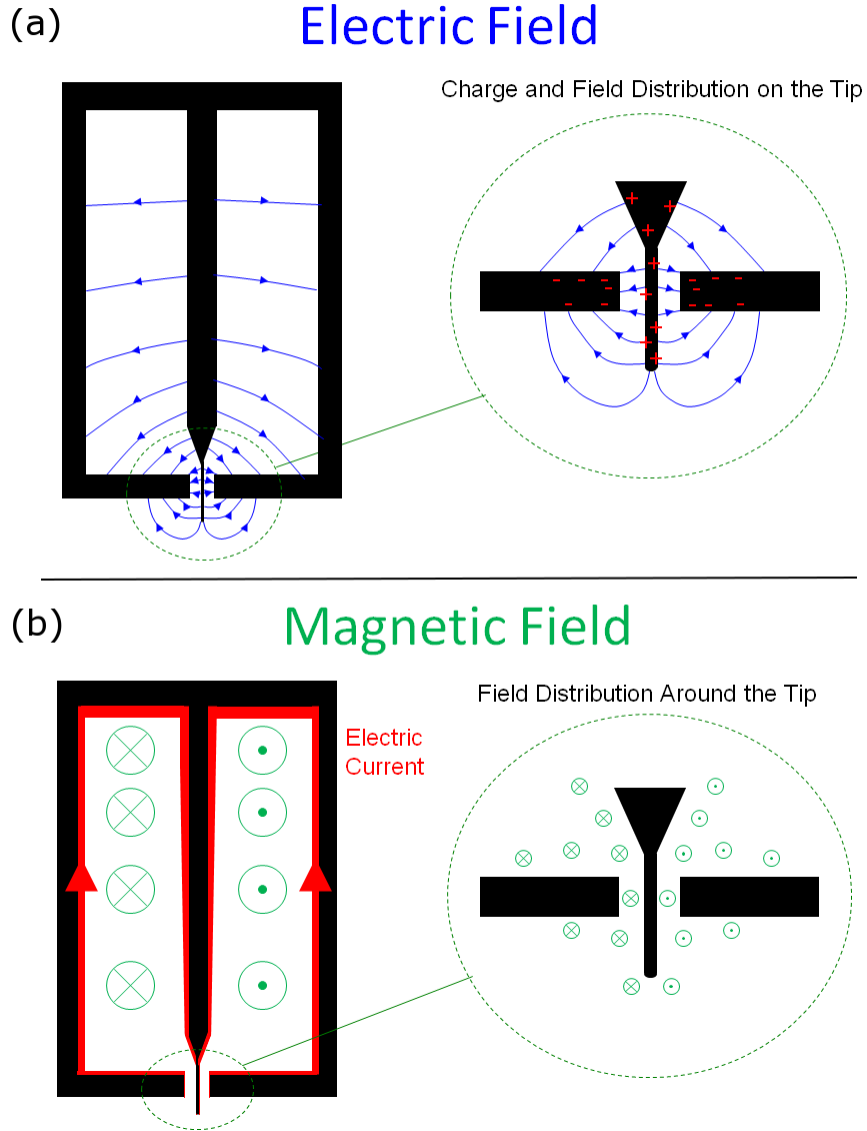 (a)
Electric Field
Charge and Field Distribution on the Tip
(b)
Magnetic Field
Field Distribution Around the Tip
Electric
Current